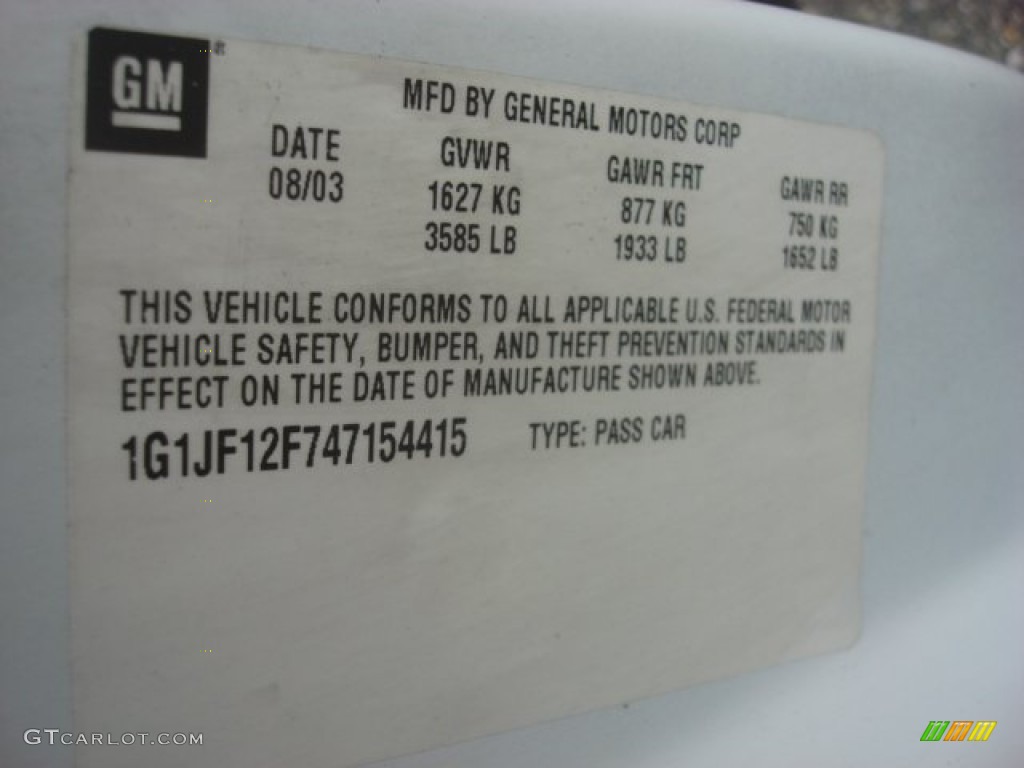 GM
MFD BY GENERAL MOTORS CORP
DATE GVWR GAWR FRT GAWR RR
08/03 1627 KG 877 KG 750 KG
3585 LB 1933 LB 1652 LB
THIS VEHICLE CONFORMS TO ALL APPLICABLE U.S. FEDERAL MOTOR
VEHICLE SAFETY, BUMPER, AND THEFT PREVENTION STANDARDS IN
EFFECT ON THE DATE OF MANUFACTURE SHOWN ABOVE.
1G1JF12F747154415 TYPE: PASS CAR
GTCARLOT.COM